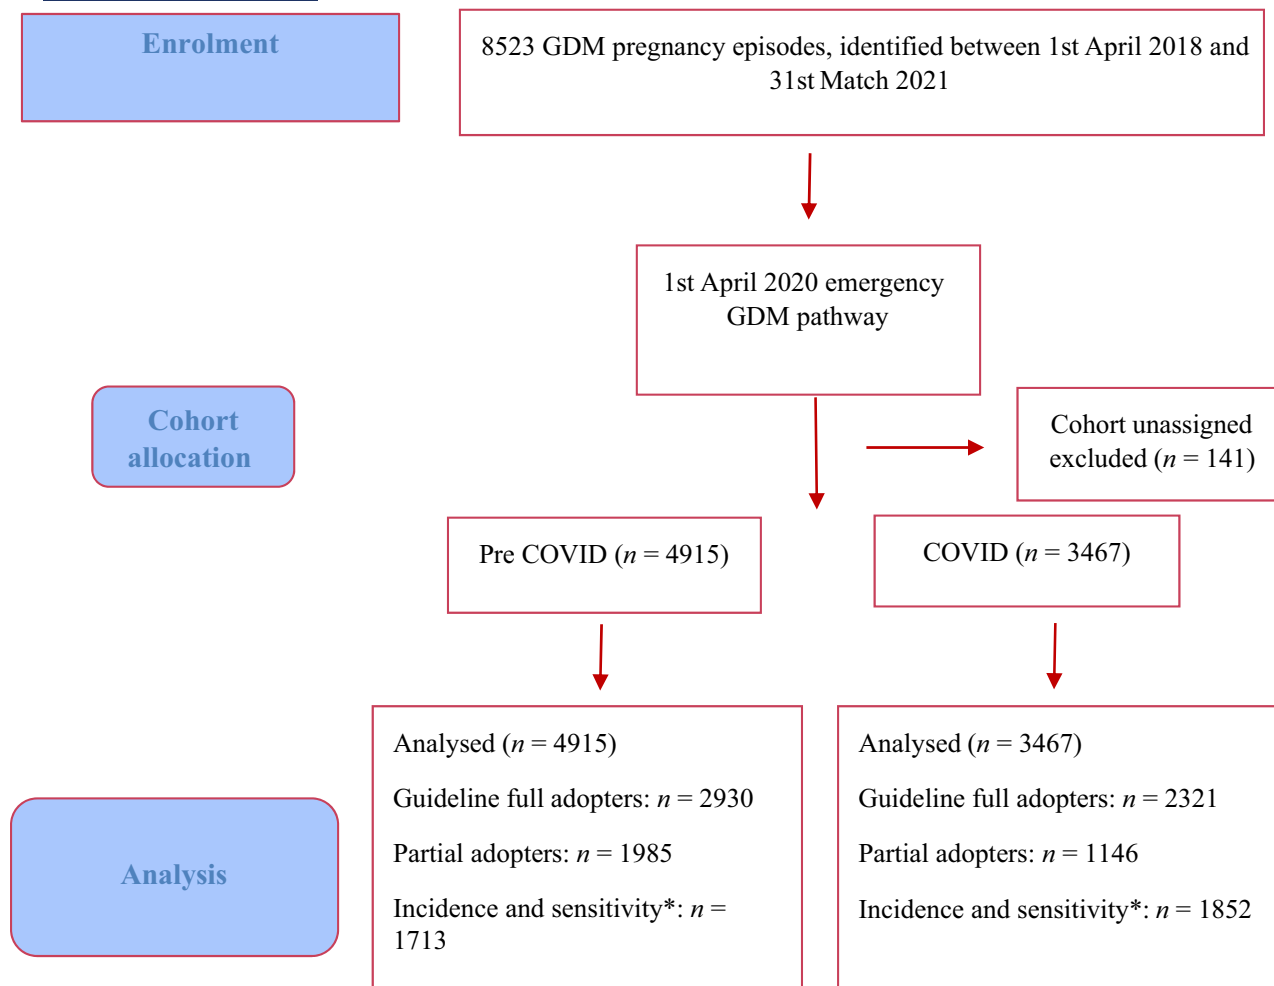 Enrolment
8523 GDM pregnancy episodes, identified between 1st April 2018 and
31st Match 2021
1st April 2020 emergency
GDM pathway
Cohort
allocation
Cohort unassigned
excluded (n = 141)
Pre COVID (n = 4915)
COVID (n = 3467)
Analysis
Analysed (n = 4915)
Guideline full adopters: n = 2930
Partial adopters: n = 1985
Incidence and sensitivity*: n =
1713
Analysed (n = 3467)
Guideline full adopters: n = 2321
Partial adopters: n = 1146
Incidence and sensitivity*: n = 1852